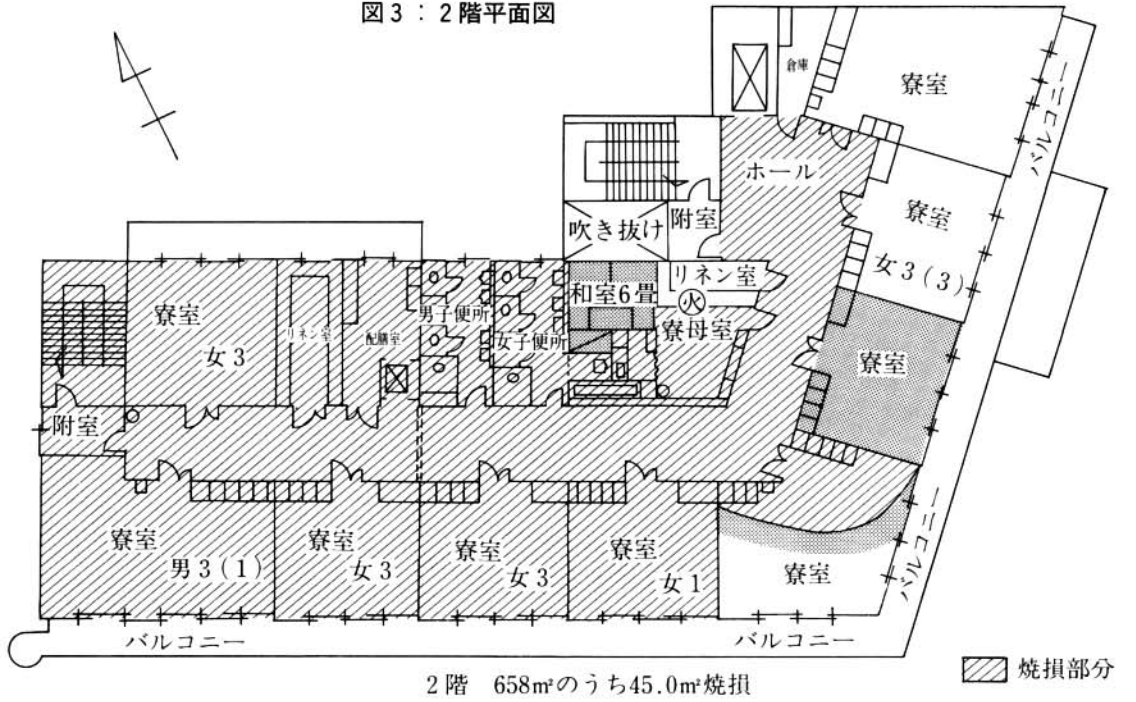 図3:2階平面図
倉庫
寮室
バルコニー
ホール
寮室
女3(3)
附室
吹き抜け
リネン室
火
和室6畳
寮母室
寮室
男子便所
女子便所
寮室
女3
リネン室
配膳室
附室
寮室
男3(1)
寮室
女3
寮室
女3
寮室
女1
寮室
バルコニー
バルコニー
バルコニー
焼損部分
2階 658㎡のうち45.0㎡焼損